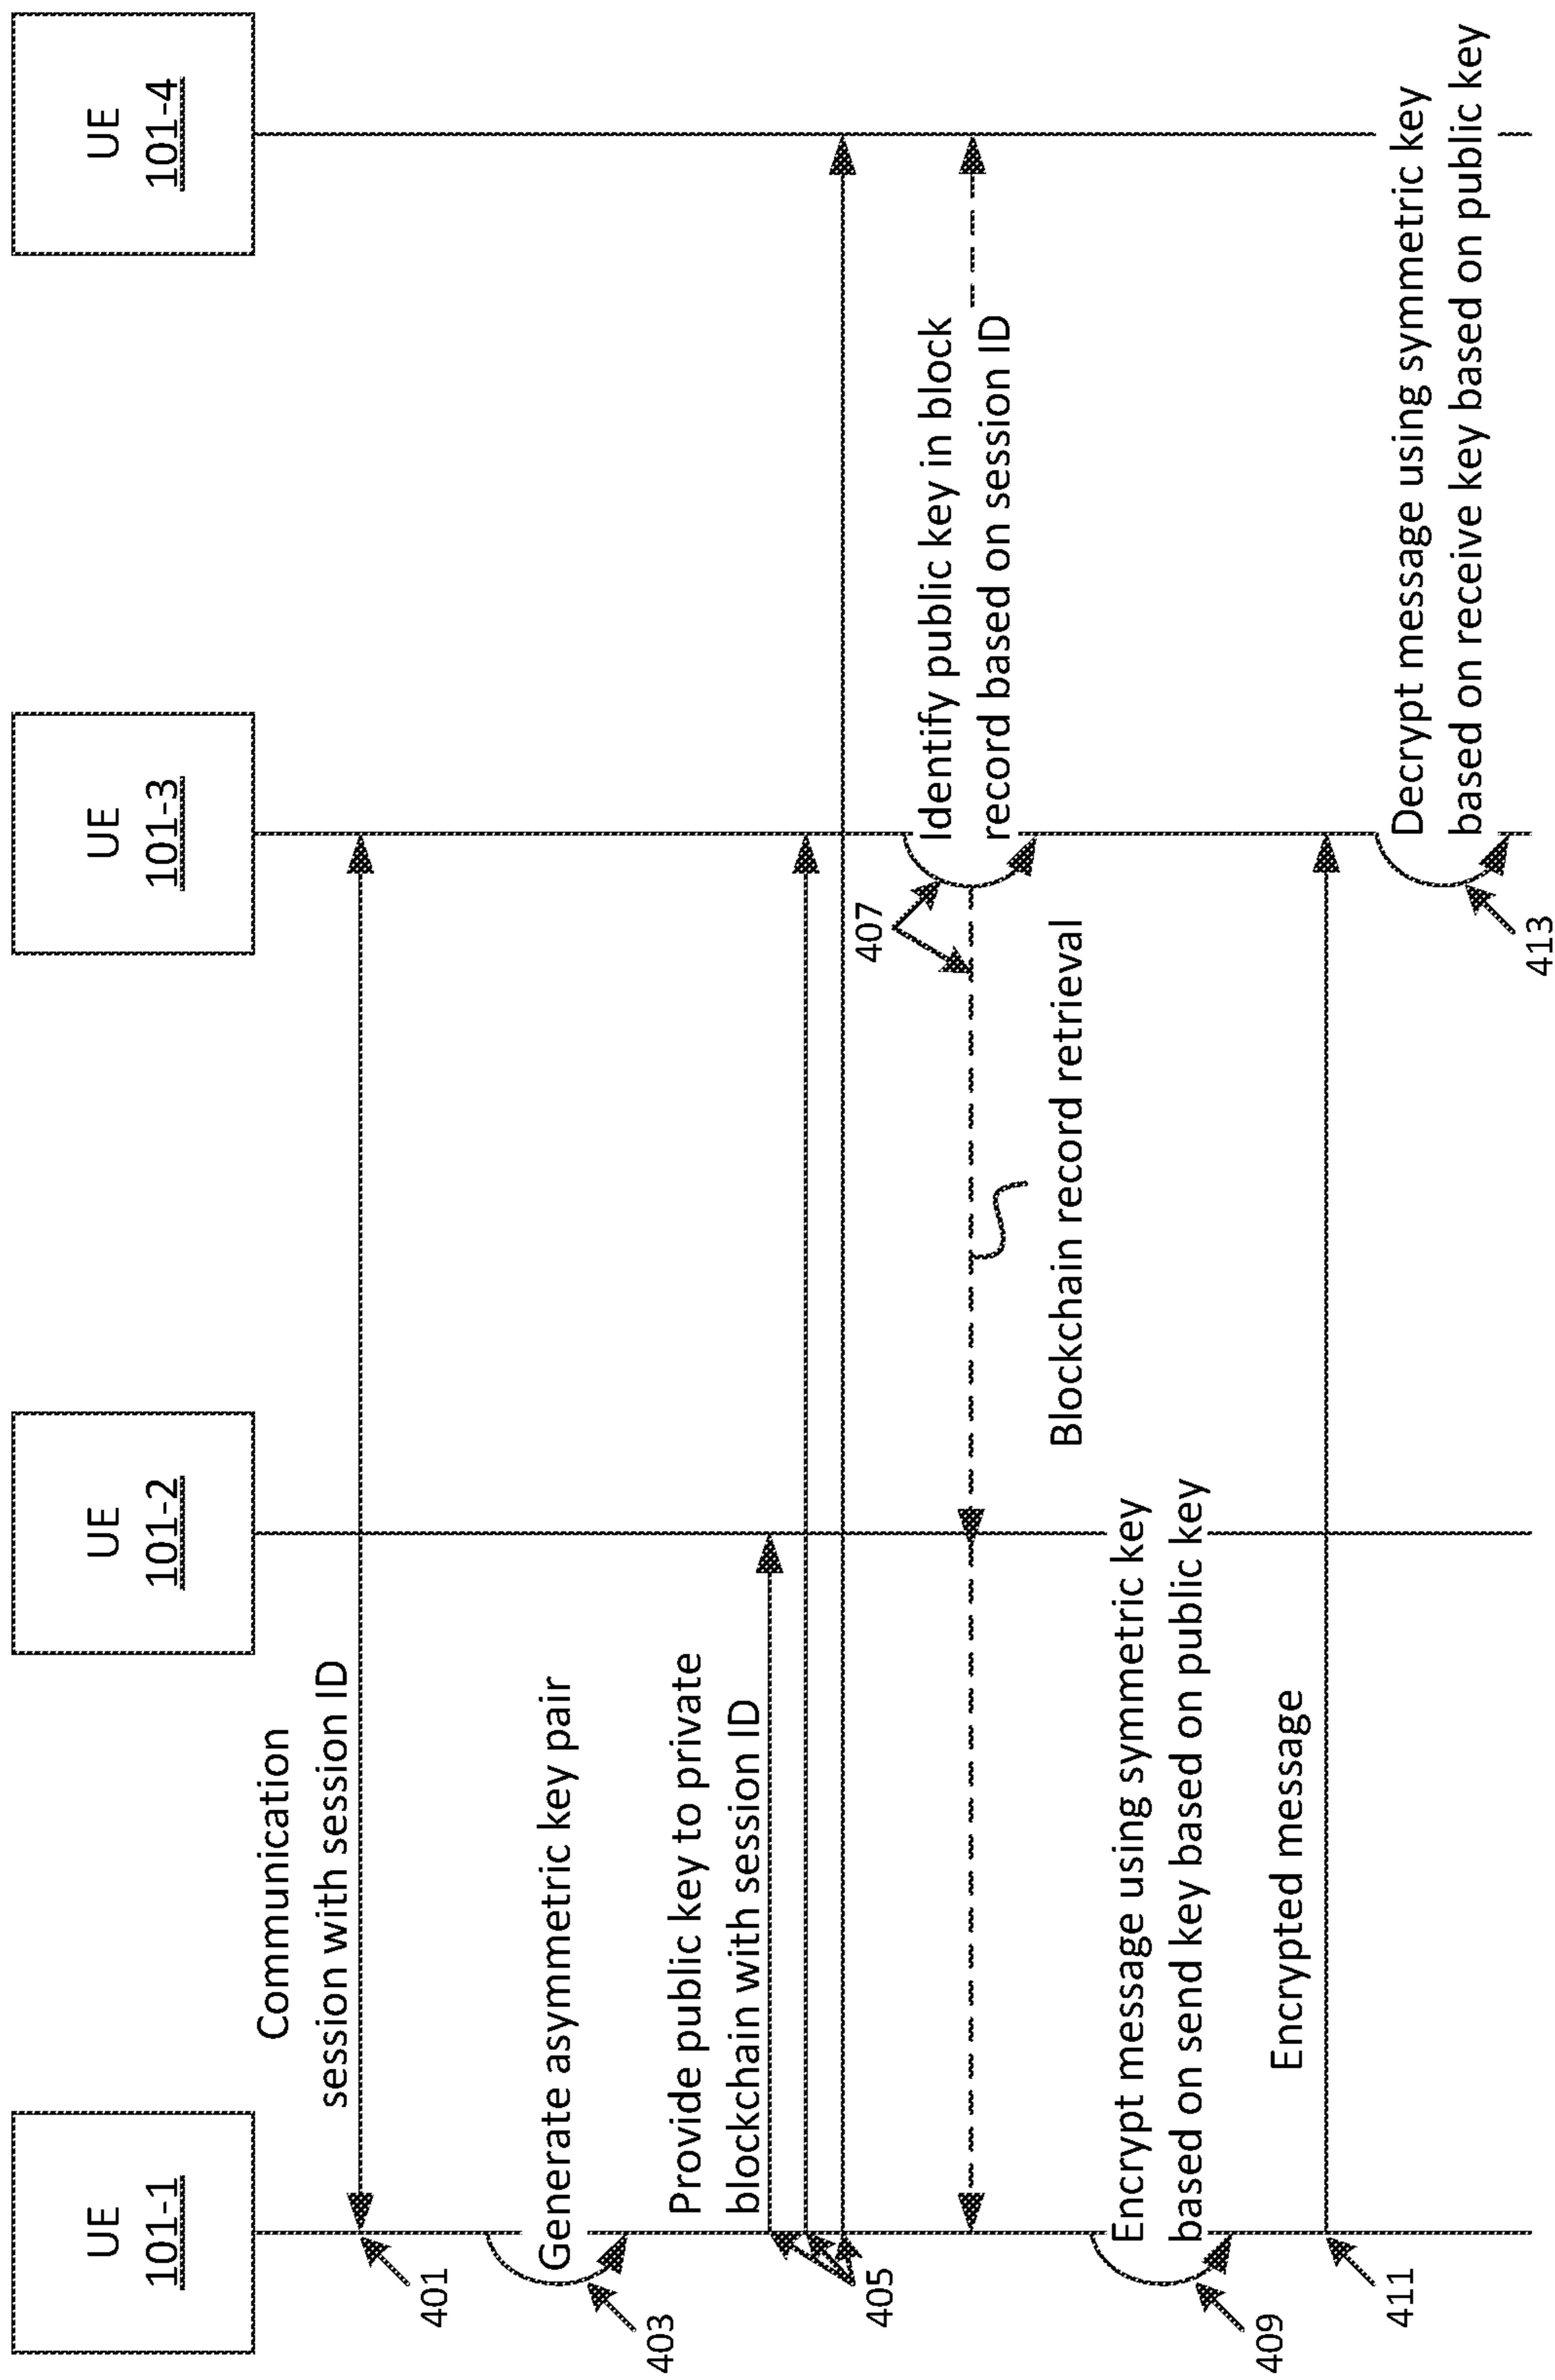 UE
101-1
UE
101-2
UE
101-3
UE
101-4
Communication
session with session ID
401
Generate asymmetric key pair
403
Provide public key to private
blockchain with session ID
405
Identify public key in block
record based on session ID
407
Blockchain record retrieval
Encrypt message using symmetric key
based on send key based on public key
409
Encrypted message
411
Decrypt message using symmetric key
based on receive key based on public key
413